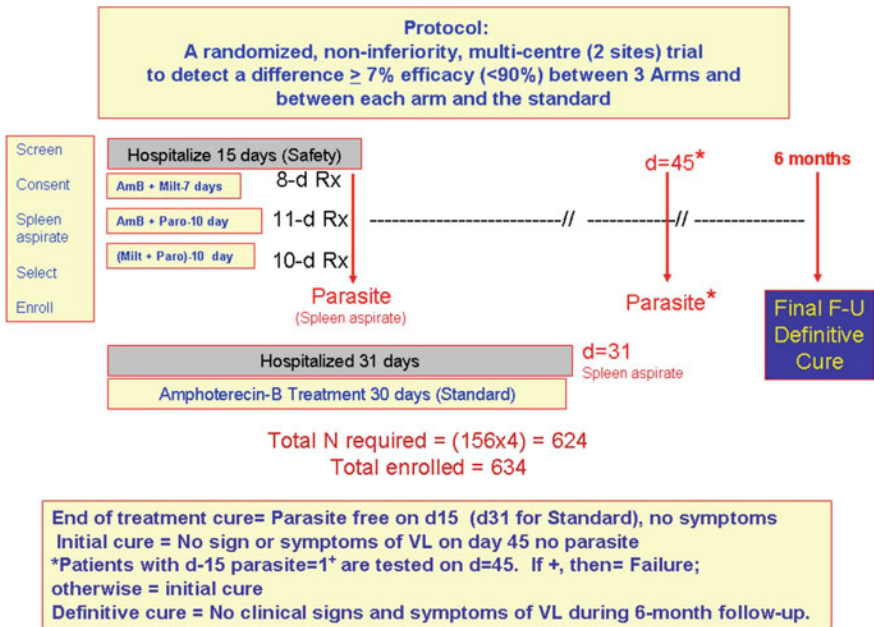 Protocol:
A randomized, non-inferiority, multi-centre (2 sites) trial
to detect a difference ≥ 7% efficacy (<90%) between 3 Arms and
between each arm and the standard
Screen
Consent
Spleen
aspirate
Select
Enroll
Hospitalize 15 days (Safety)
AmB + Milt-7 days
8-d Rx
AmB + Paro-10 day
11-d Rx
(Milt + Paro)-10 day
10-d Rx
d=45*
6 months
Parasite
(Spleen aspirate)
Parasite*
Final F-U
Definitive
Cure
Hospitalized 31 days
d=31
Spleen aspirate
Amphoterecin-B Treatment 30 days (Standard)
Total N required = (156x4) = 624
Total enrolled = 634
End of treatment cure= Parasite free on d15 (d31 for Standard), no symptoms
Initial cure = No sign or symptoms of VL on day 45 no parasite
*Patients with d-15 parasite=1⁺ are tested on d=45. If +, then= Failure;
otherwise = initial cure
Definitive cure = No clinical signs and symptoms of VL during 6-month follow-up.